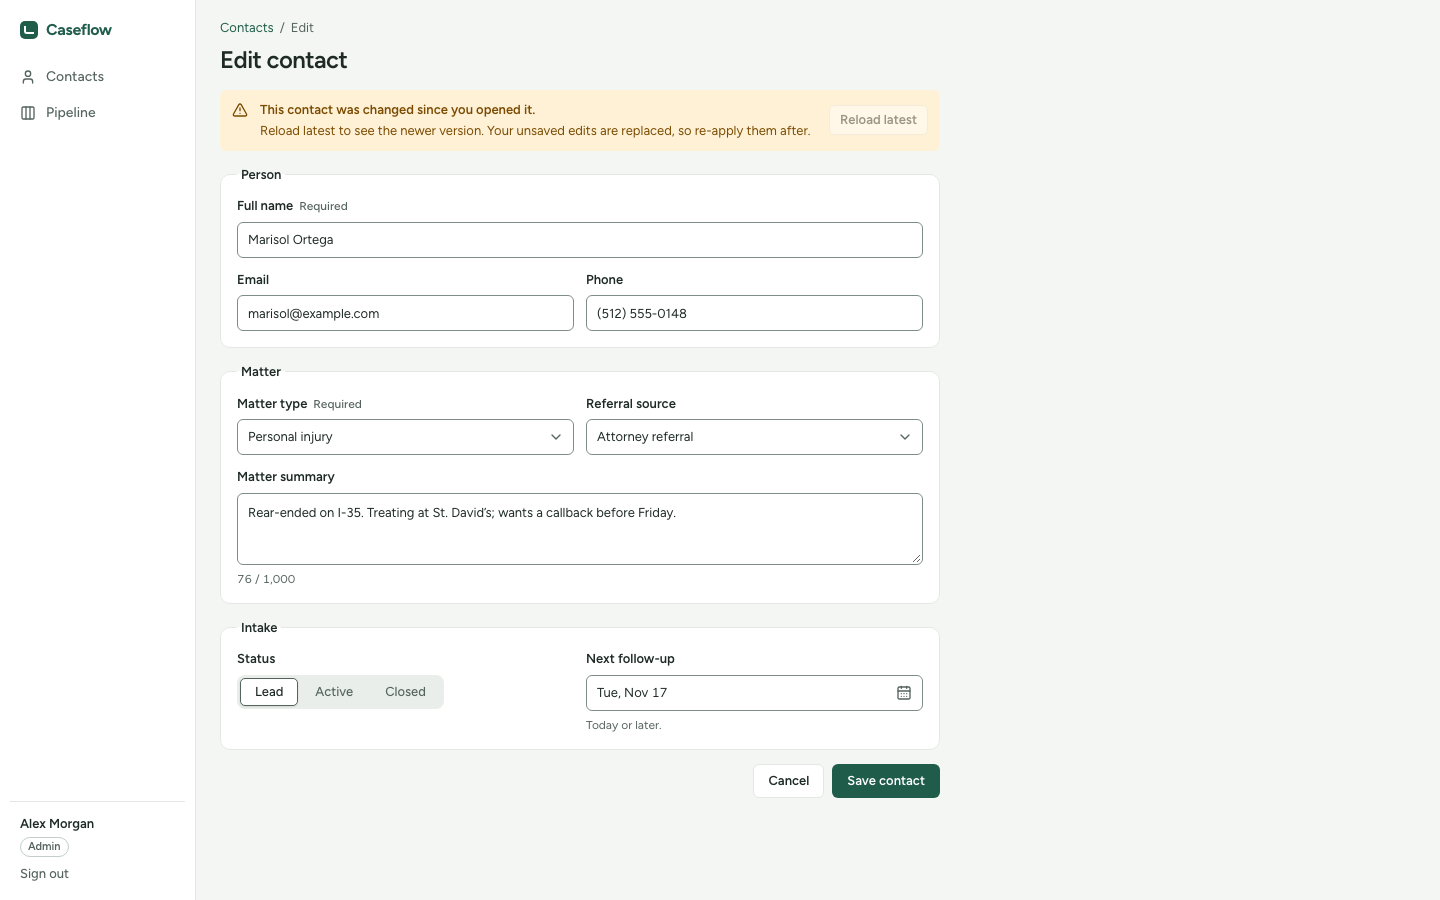 Caseflow
Contacts
Pipeline
Contacts / Edit
Edit contact
This contact was changed since you opened it.
Reload latest to see the newer version. Your unsaved edits are replaced, so re-apply them after.
Reload latest
Person
Full name Required
Marisol Ortega
Email
marisol@example.com
Phone
(512) 555-0148
Matter
Matter type Required
Personal injury
Referral source
Attorney referral
Matter summary
Rear-ended on I-35. Treating at St. David's; wants a callback before Friday.
76 / 1,000
Intake
Status
Lead Active Closed
Next follow-up
Tue, Nov 17
Today or later.
Cancel
Save contact
Alex Morgan
Admin
Sign out